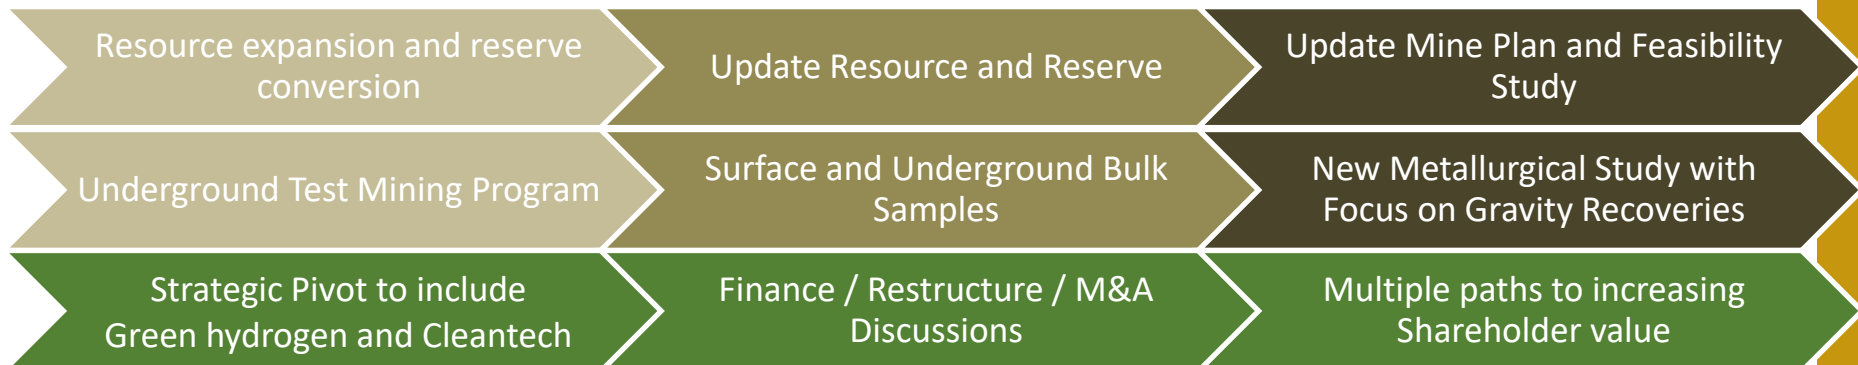 Resource expansion and reserve
conversion
Update Resource and Reserve
Update Mine Plan and Feasibility
Study
Underground Test Mining Program
Surface and Underground Bulk
Samples
New Metallurgical Study with
Focus on Gravity Recoveries
Strategic Pivot to include
Green hydrogen and Cleantech
Finance / Restructure / M&A
Discussions
Multiple paths to increasing
Shareholder value